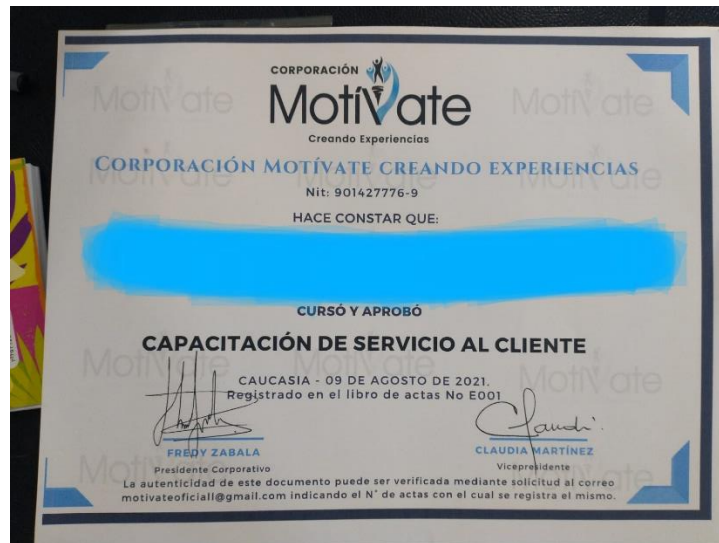 CORPORACIÓN
Motívate
Creando Experiencias
CORPORACIÓN MOTÍVATE CREANDO EXPERIENCIAS
Nit: 901427776-9
HACE CONSTAR QUE:
CURSÓ Y APROBÓ
CAPACITACIÓN DE SERVICIO AL CLIENTE
CAUCASIA - 09 DE AGOSTO DE 2021.
Registrado en el libro de actas No E001
FREDY ZABALA
Presidente Corporativo
CLAUDIA MARTÍNEZ
Vicepresidente
La autenticidad de este documento puede ser verificada mediante solicitud al correo
motivateoficiall@gmail.com indicando el N° de actas con el cual se registra el mismo.